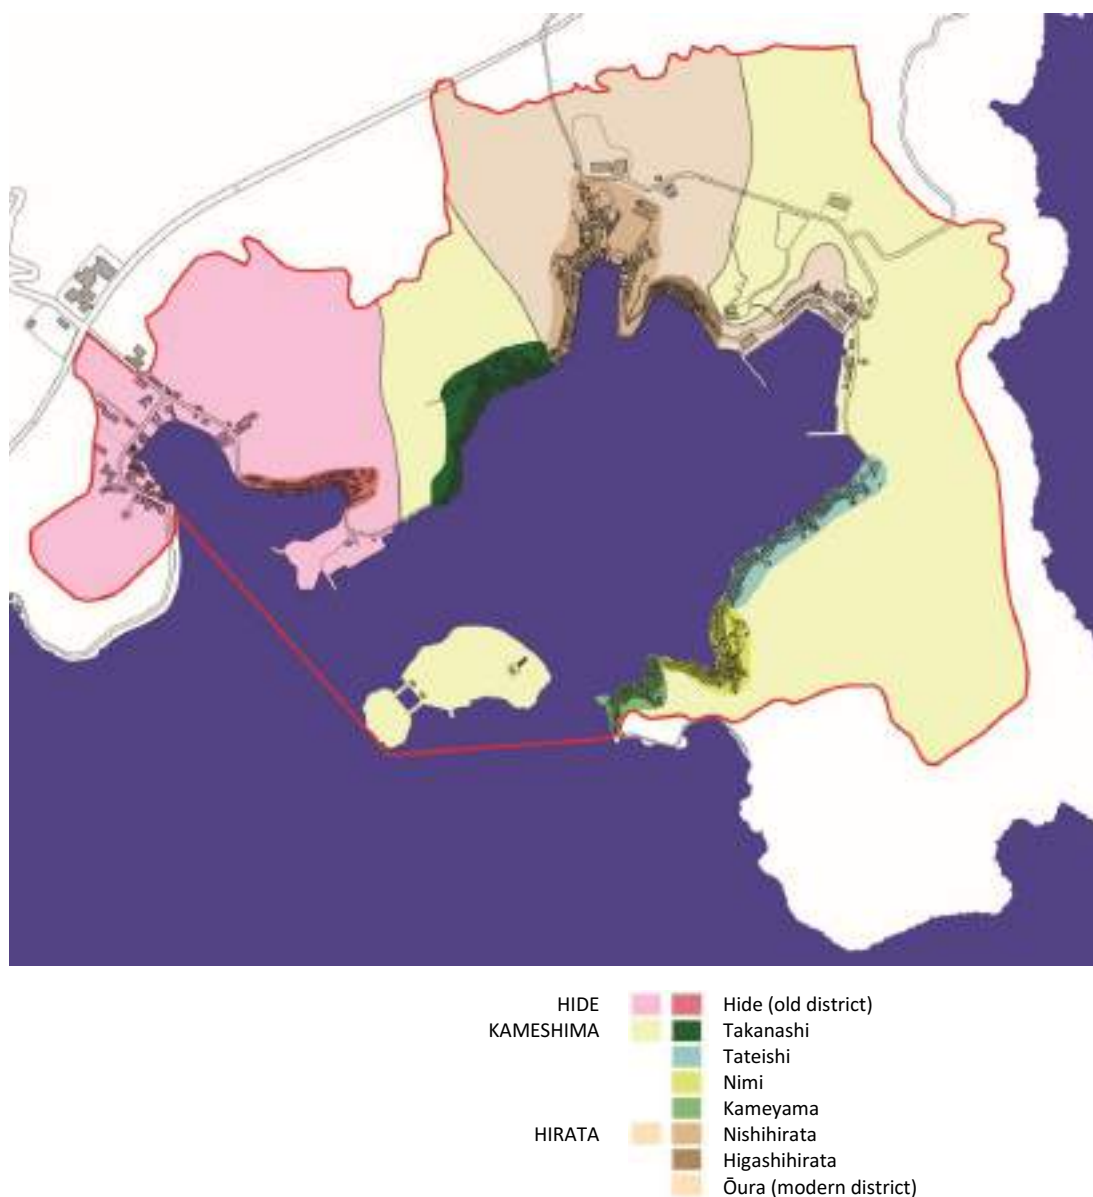 HIDE Hide (old district)
KAMESHIMA Takanashi
Tateishi
Nimi
Kameyama
HIRATA Nishihirata
Higashihirata
Ōura (modern district)